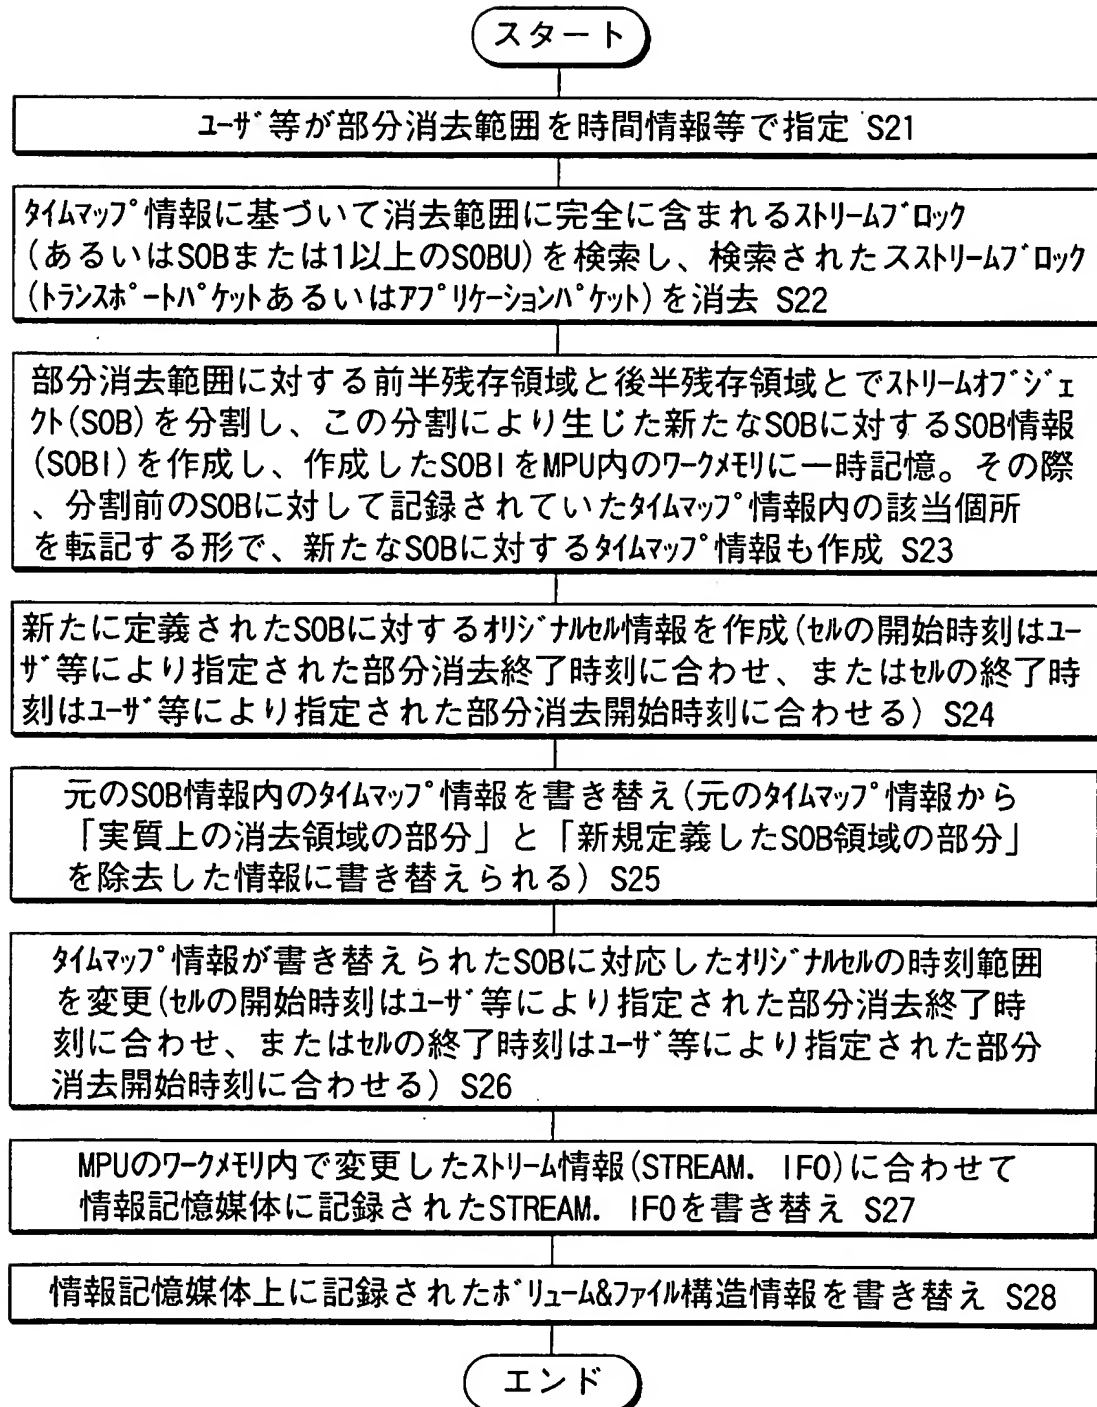 スタート
ユーザ等が部分消去範囲を時間情報等で指定 S21
タイムマップ情報に基づいて消去範囲に完全に含まれるストリームブロック
(あるいはSOBまたは1以上のSOBU)を検索し、検索されたスストリームブロック
(トランスポートパケットあるいはアプリケーションパケット)を消去 S22
部分消去範囲に対する前半残存領域と後半残存領域とでストリームオブジェ
クト(SOB)を分割し、この分割により生じた新たなSOBに対するSOB情報
(SOBI)を作成し、作成したSOBIをMPU内のワークメモリに一時記憶。その際
、分割前のSOBに対して記録されていたタイムマップ情報内の該当個所
を転記する形で、新たなSOBに対するタイムマップ情報も作成 S23
新たに定義されたSOBに対するオリジナルセル情報を作成(セルの開始時刻はユー
ザ等により指定された部分消去終了時刻に合わせ、またはセルの終了時
刻はユーザ等により指定された部分消去開始時刻に合わせる) S24
元のSOB情報内のタイムマップ情報を書き替え(元のタイムマップ情報から
「実質上の消去領域の部分」と「新規定義したSOB領域の部分」
を除去した情報に書き替えられる) S25
タイムマップ情報が書き替えられたSOBに対応したオリジナルセルの時刻範囲
を変更(セルの開始時刻はユーザ等により指定された部分消去終了時
刻に合わせ、またはセルの終了時刻はユーザ等により指定された部分
消去開始時刻に合わせる) S26
MPUのワークメモリ内で変更したストリーム情報(STREAM. IFO)に合わせて
情報記憶媒体に記録されたSTREAM. IFOを書き替え S27
情報記憶媒体上に記録されたボリューム&ファイル構造情報を書き替え S28
エンド